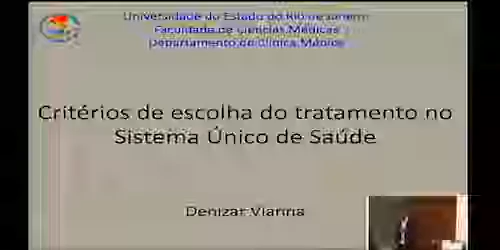 Universidade do Estado do Rio de Janeiro
Faculdade de Ciências Médicas
Departamento de Clínica Médica
Critérios de escolha do tratamento no
Sistema Único de Saúde
Denizar Vianna